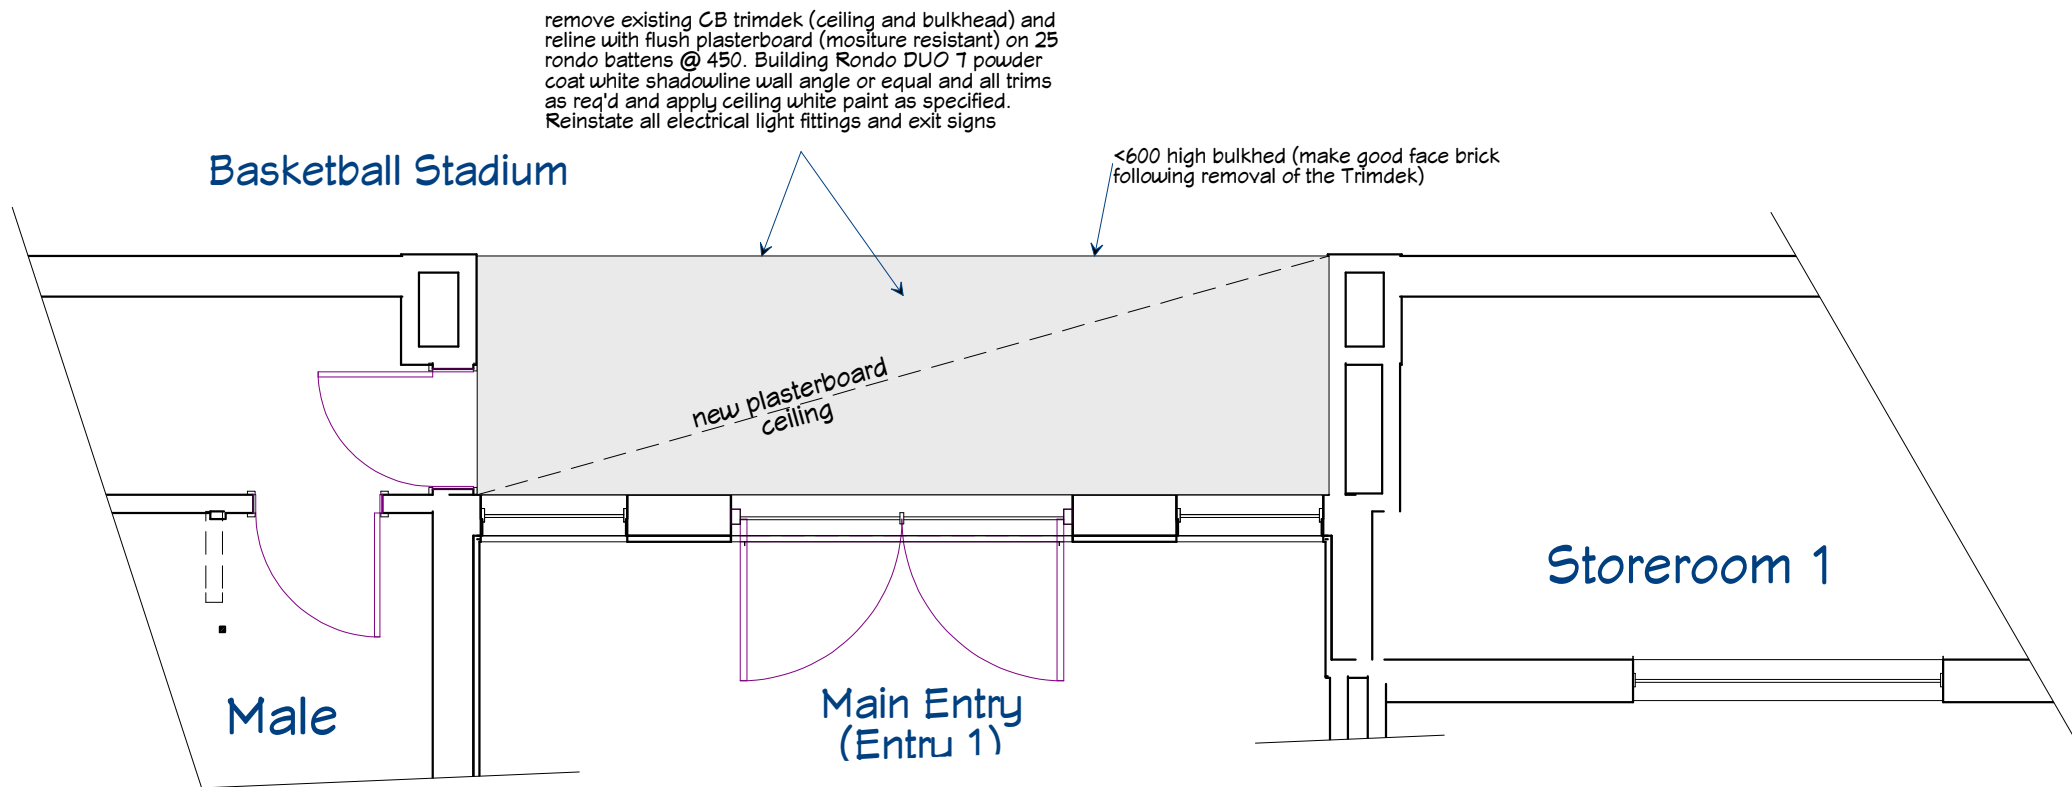 remove existing CB trimdek (ceiling and bulkhead) and
reline with flush plasterboard (mositure resistant) on 25
rondo battens @ 450. Building Rondo DUO 7 powder
coat white shadowline wall angle or equal and all trims
as req'd and apply ceiling white paint as specified.
Reinstate all electrical light fittings and exit signs
Basketball Stadium
<600 high bulkhed (make good face brick
following removal of the Trimdek)
new plasterboard
ceiling
Storeroom 1
Male
Main Entry
(Entry 1)